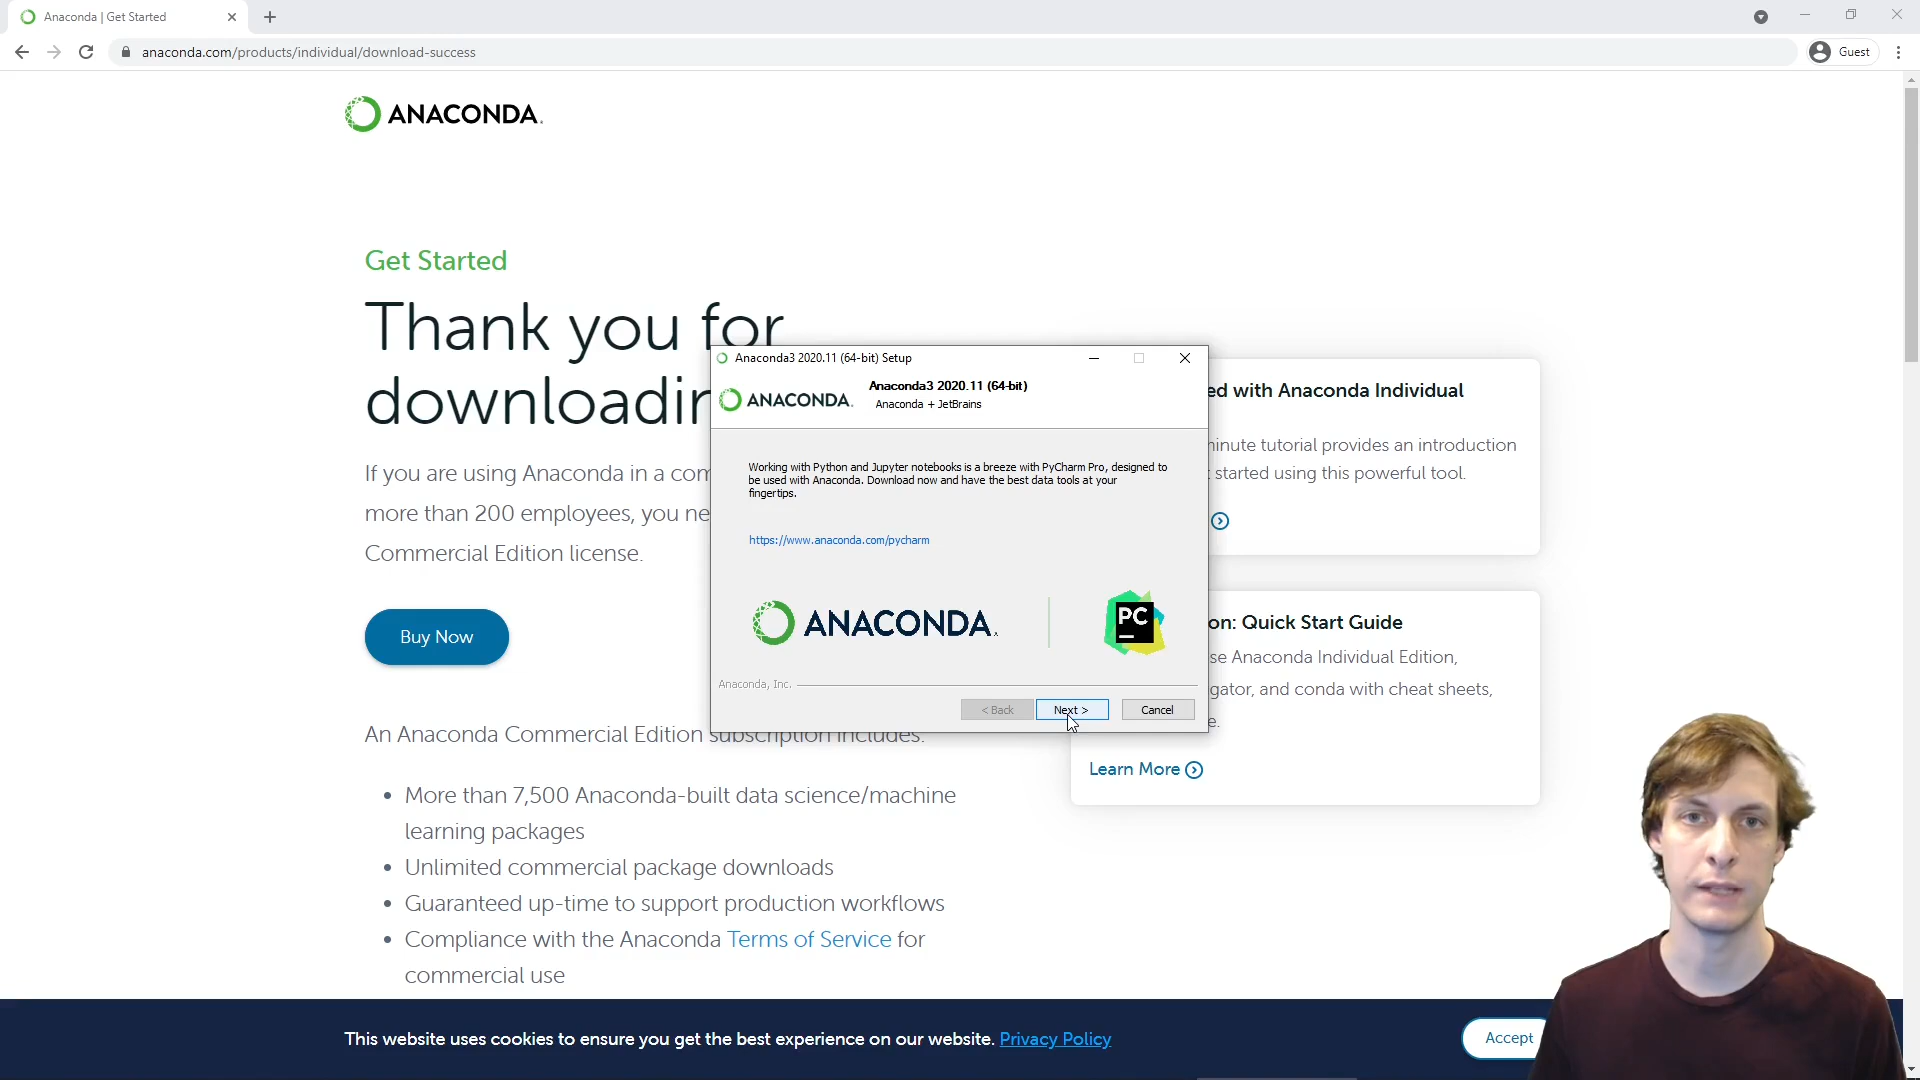 Anaconda | Get Started
anaconda.com/products/individual/download-success
Guest
ANACONDA.
Get Started
Thank you for
downloadin
If you are using Anaconda in a com
more than 200 employees, you ne
Commercial Edition license.
Buy Now
An Anaconda Commercial Edition subscription includes:
• More than 7,500 Anaconda-built data science/machine
learning packages
• Unlimited commercial package downloads
• Guaranteed up-time to support production workflows
• Compliance with the Anaconda Terms of Service for
commercial use
Anaconda3 2020.11 (64-bit) Setup
ANACONDA.
Anaconda3 2020.11 (64-bit)
Anaconda + JetBrains
Working with Python and Jupyter notebooks is a breeze with PyCharm Pro, designed to
be used with Anaconda. Download now and have the best data tools at your
fingertips.
https://www.anaconda.com/pycharm
ANACONDA.
PC
Anaconda, Inc.
< Back
Next >
Cancel
ed with Anaconda Individual
minute tutorial provides an introduction
started using this powerful tool.
on: Quick Start Guide
se Anaconda Individual Edition,
gator, and conda with cheat sheets,
e.
Learn More
This website uses cookies to ensure you get the best experience on our website. Privacy Policy
Accept